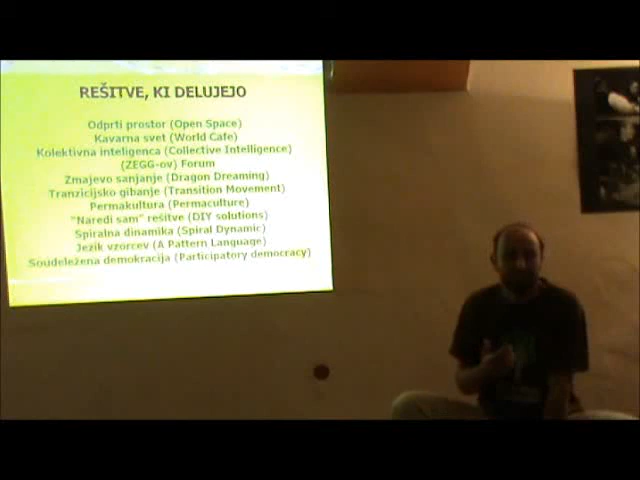 REŠITVE, KI DELUJEJO
Odprti prostor (Open Space)
Kavarna svet (World Cafe)
Kolektivna inteligenca (Collective Intelligence)
(ZEGG-ov) Forum
Zmajevo sanjanje (Dragon Dreaming)
Tranzicijsko gibanje (Transition Movement)
Permakultura (Permaculture)
"Naredi sam" rešitve (DIY solutions)
Spiralna dinamika (Spiral Dynamic)
Jezik vzorcev (A Pattern Language)
Soudeležena demokracija (Participatory democracy)